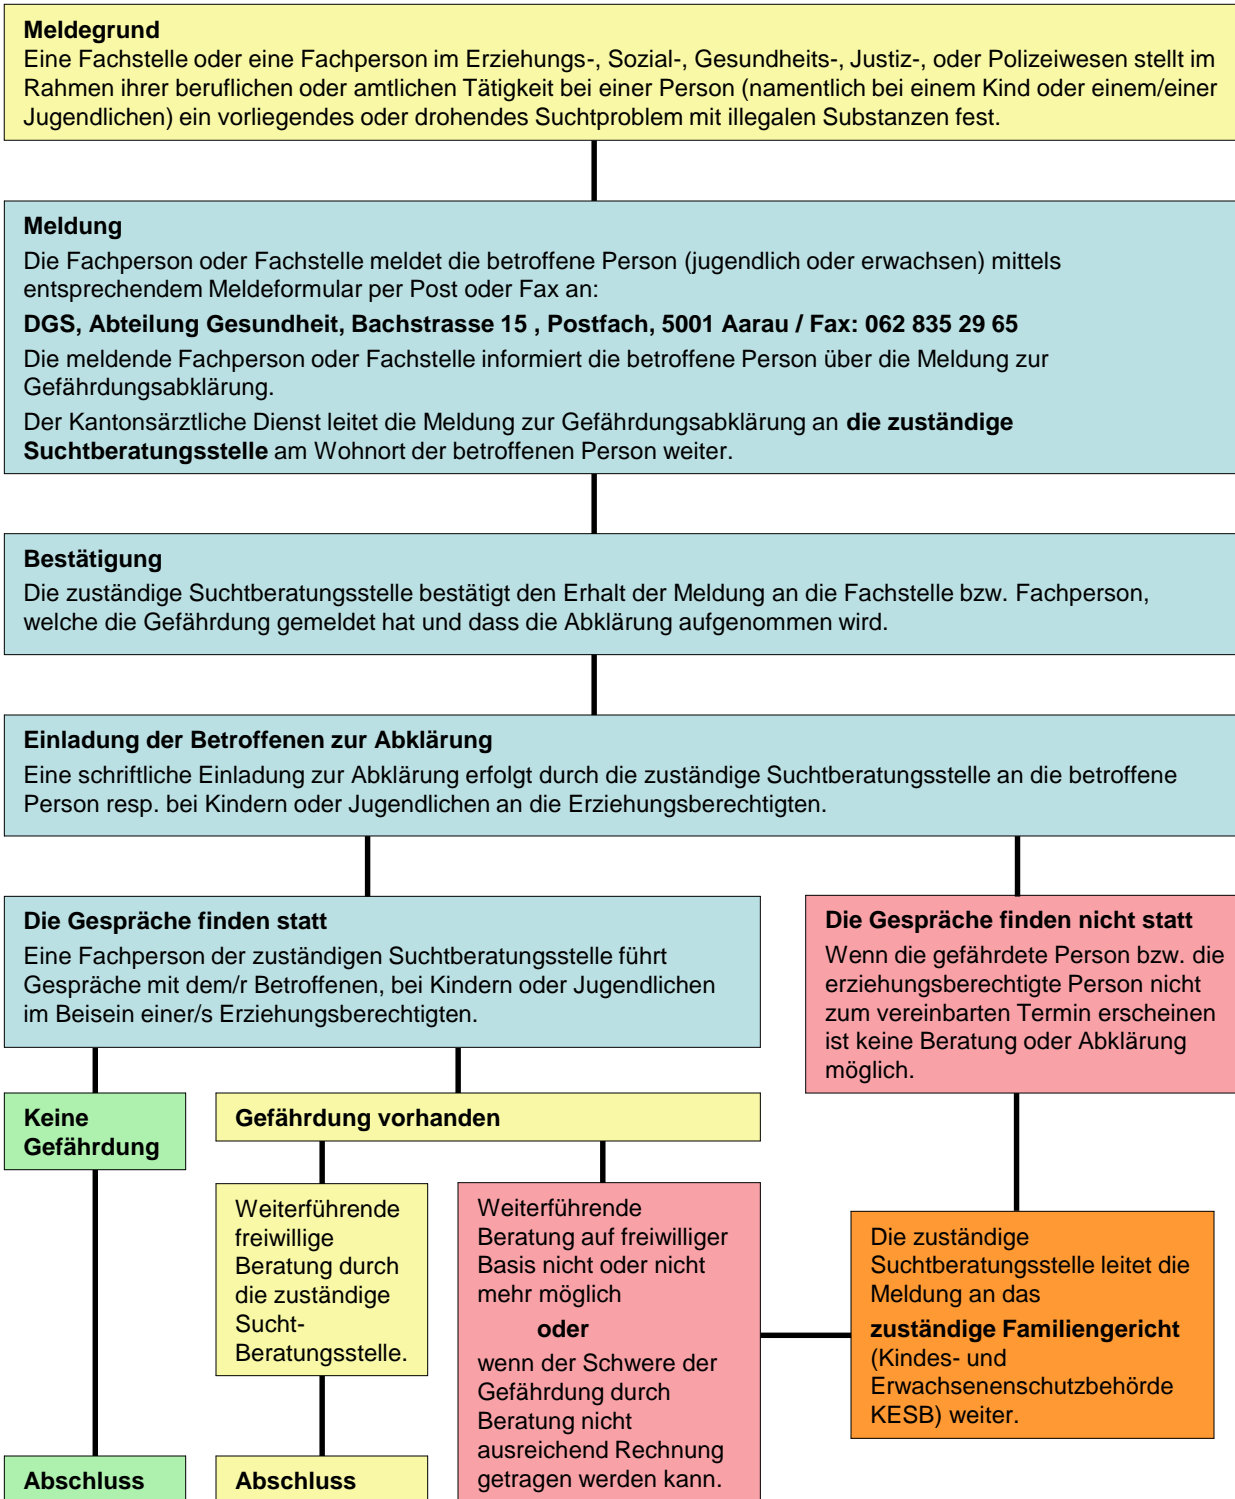 Meldegrund
Eine Fachstelle oder eine Fachperson im Erziehungs-, Sozial-, Gesundheits-, Justiz-, oder Polizeiwesen stellt im
Rahmen ihrer beruflichen oder amtlichen Tätigkeit bei einer Person (namentlich bei einem Kind oder einem/einer
Jugendlichen) ein vorliegendes oder drohendes Suchtproblem mit illegalen Substanzen fest.
Meldung
Die Fachperson oder Fachstelle meldet die betroffene Person (jugendlich oder erwachsen) mittels
entsprechendem Meldeformular per Post oder Fax an:
DGS, Abteilung Gesundheit, Bachstrasse 15 , Postfach, 5001 Aarau / Fax: 062 835 29 65
Die meldende Fachperson oder Fachstelle informiert die betroffene Person über die Meldung zur
Gefährdungsabklärung.
Der Kantonsärztliche Dienst leitet die Meldung zur Gefährdungsabklärung an die zuständige
Suchtberatungsstelle am Wohnort der betroffenen Person weiter.
Bestätigung
Die zuständige Suchtberatungsstelle bestätigt den Erhalt der Meldung an die Fachstelle bzw. Fachperson,
welche die Gefährdung gemeldet hat und dass die Abklärung aufgenommen wird.
Einladung der Betroffenen zur Abklärung
Eine schriftliche Einladung zur Abklärung erfolgt durch die zuständige Suchtberatungsstelle an die betroffene
Person resp. bei Kindern oder Jugendlichen an die Erziehungsberechtigten.
Die Gespräche finden statt
Eine Fachperson der zuständigen Suchtberatungsstelle führt
Gespräche mit dem/r Betroffenen, bei Kindern oder Jugendlichen
im Beisein einer/s Erziehungsberechtigten.
Die Gespräche finden nicht statt
Wenn die gefährdete Person bzw. die
erziehungsberechtigte Person nicht
zum vereinbarten Termin erscheinen
ist keine Beratung oder Abklärung
möglich.
Keine
Gefährdung
Gefährdung vorhanden
Weiterführende
freiwillige
Beratung durch
die zuständige
Sucht-
Beratungsstelle.
Weiterführende
Beratung auf freiwilliger
Basis nicht oder nicht
mehr möglich
oder
wenn der Schwere der
Gefährdung durch
Beratung nicht
ausreichend Rechnung
getragen werden kann.
Die zuständige
Suchtberatungsstelle leitet die
Meldung an das
zuständige Familiengericht
(Kindes- und
Erwachsenenschutzbehörde
KESB) weiter.
Abschluss
Abschluss